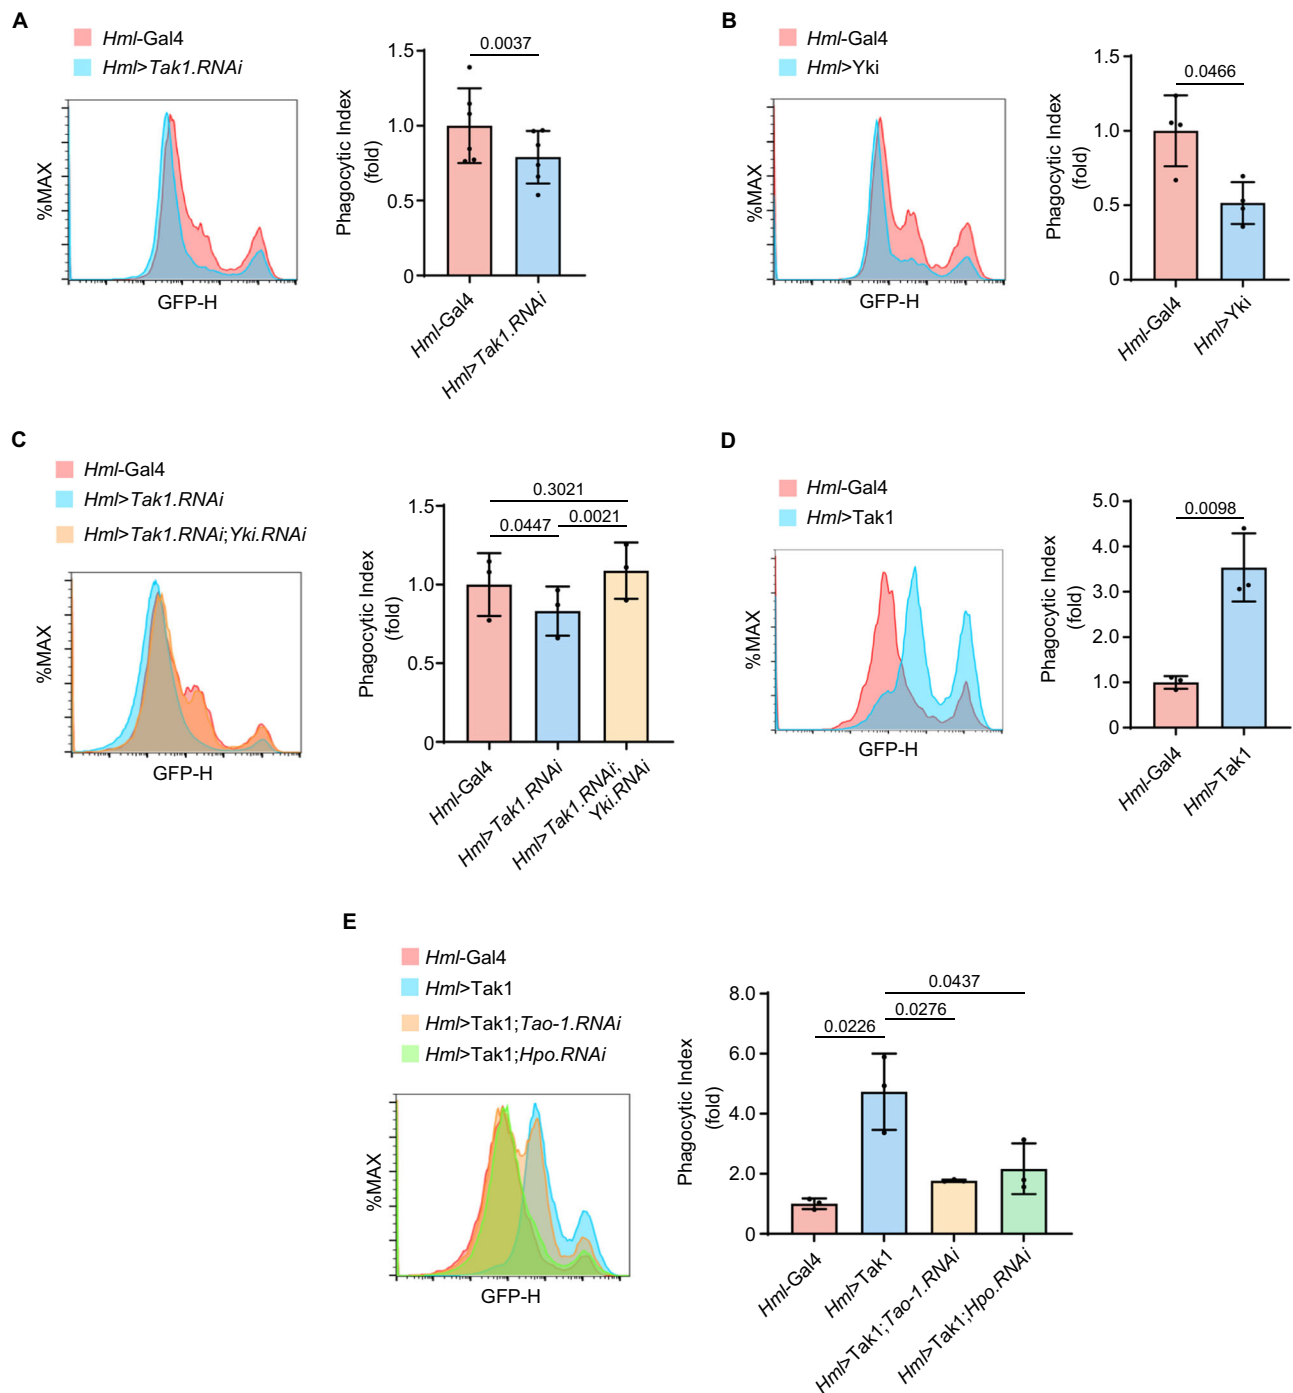 A
Hml-Gal4
Hml>Tak1.RNAi
%MAX
GFP-H
Phagocytic Index
(fold)
1.5
1.0
0.5
0
0.0037
Hml-Gal4
Hml>Tak1.RNAi
B
Hml-Gal4
Hml>Yki
%MAX
GFP-H
Phagocytic Index
(fold)
1.5
1.0
0.5
0
0.0466
Hml-Gal4
Hml>Yki
C
Hml-Gal4
Hml>Tak1.RNAi
Hml>Tak1.RNAi;Yki.RNAi
%MAX
GFP-H
Phagocytic Index
(fold)
1.5
1.0
0.5
0
0.3021
0.0447
0.0021
Hml-Gal4
Hml>Tak1.RNAi
Hml>Tak1.RNAi;
Yki.RNAi
D
Hml-Gal4
Hml>Tak1
%MAX
GFP-H
Phagocytic Index
(fold)
5.0
4.0
3.0
2.0
1.0
0
0.0098
Hml-Gal4
Hml>Tak1
E
Hml-Gal4
Hml>Tak1
Hml>Tak1;Tao-1.RNAi
Hml>Tak1;Hpo.RNAi
%MAX
GFP-H
Phagocytic Index
(fold)
8.0
6.0
4.0
2.0
0
0.0437
0.0276
0.0226
Hml-Gal4
Hml>Tak1
Hml>Tak1;Tao-1.RNAi
Hml>Tak1;Hpo.RNAi